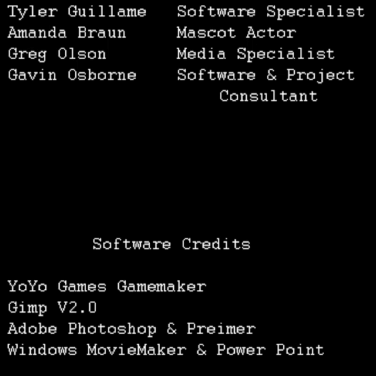 Tyler Guillame Software Specialist
Amanda Braun Mascot Actor
Greg Olson Media Specialist
Gavin Osborne Software & Project
Consultant
Software Credits
YoYo Games Gamemaker
Gimp V2.0
Adobe Photoshop & Preimer
Windows MovieMaker & Power Point